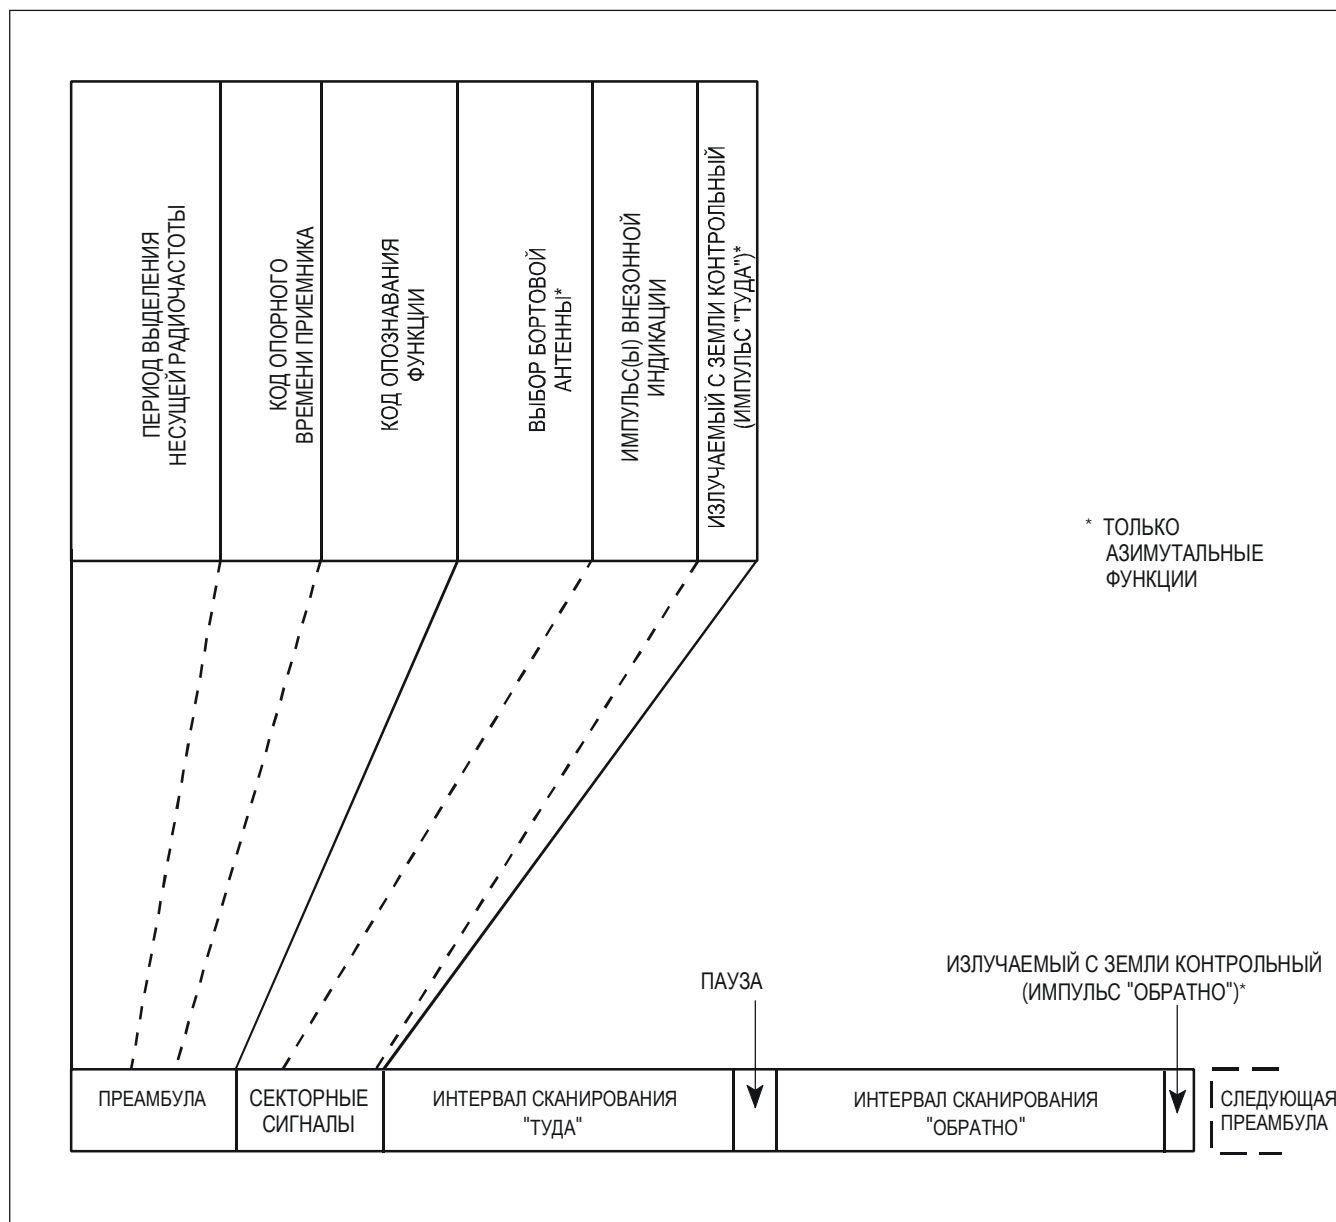 ПЕРИОД ВЫДЕЛЕНИЯ
НЕСУЩЕЙ РАДИОЧАСТОТЫ
КОД ОПОРНОГО
ВРЕМЕНИ ПРИЕМНИКА
КОД ОПОЗНАВАНИЯ
ФУНКЦИИ
ВЫБОР БОРТОВОЙ
АНТЕННЫ*
ИМПУЛЬС(Ы) ВНЕЗОННОЙ
ИНДИКАЦИИ
ИЗЛУЧАЕМЫЙ С ЗЕМЛИ КОНТРОЛЬНЫЙ
(ИМПУЛЬС "ТУДА")*
* ТОЛЬКО
АЗИМУТАЛЬНЫЕ
ФУНКЦИИ
ПАУЗА
ИЗЛУЧАЕМЫЙ С ЗЕМЛИ КОНТРОЛЬНЫЙ
(ИМПУЛЬС "ОБРАТНО")*
ПРЕАМБУЛА
СЕКТОРНЫЕ
СИГНАЛЫ
ИНТЕРВАЛ СКАНИРОВАНИЯ
"ТУДА"
ИНТЕРВАЛ СКАНИРОВАНИЯ
"ОБРАТНО"
СЛЕДУЮЩАЯ
ПРЕАМБУЛА